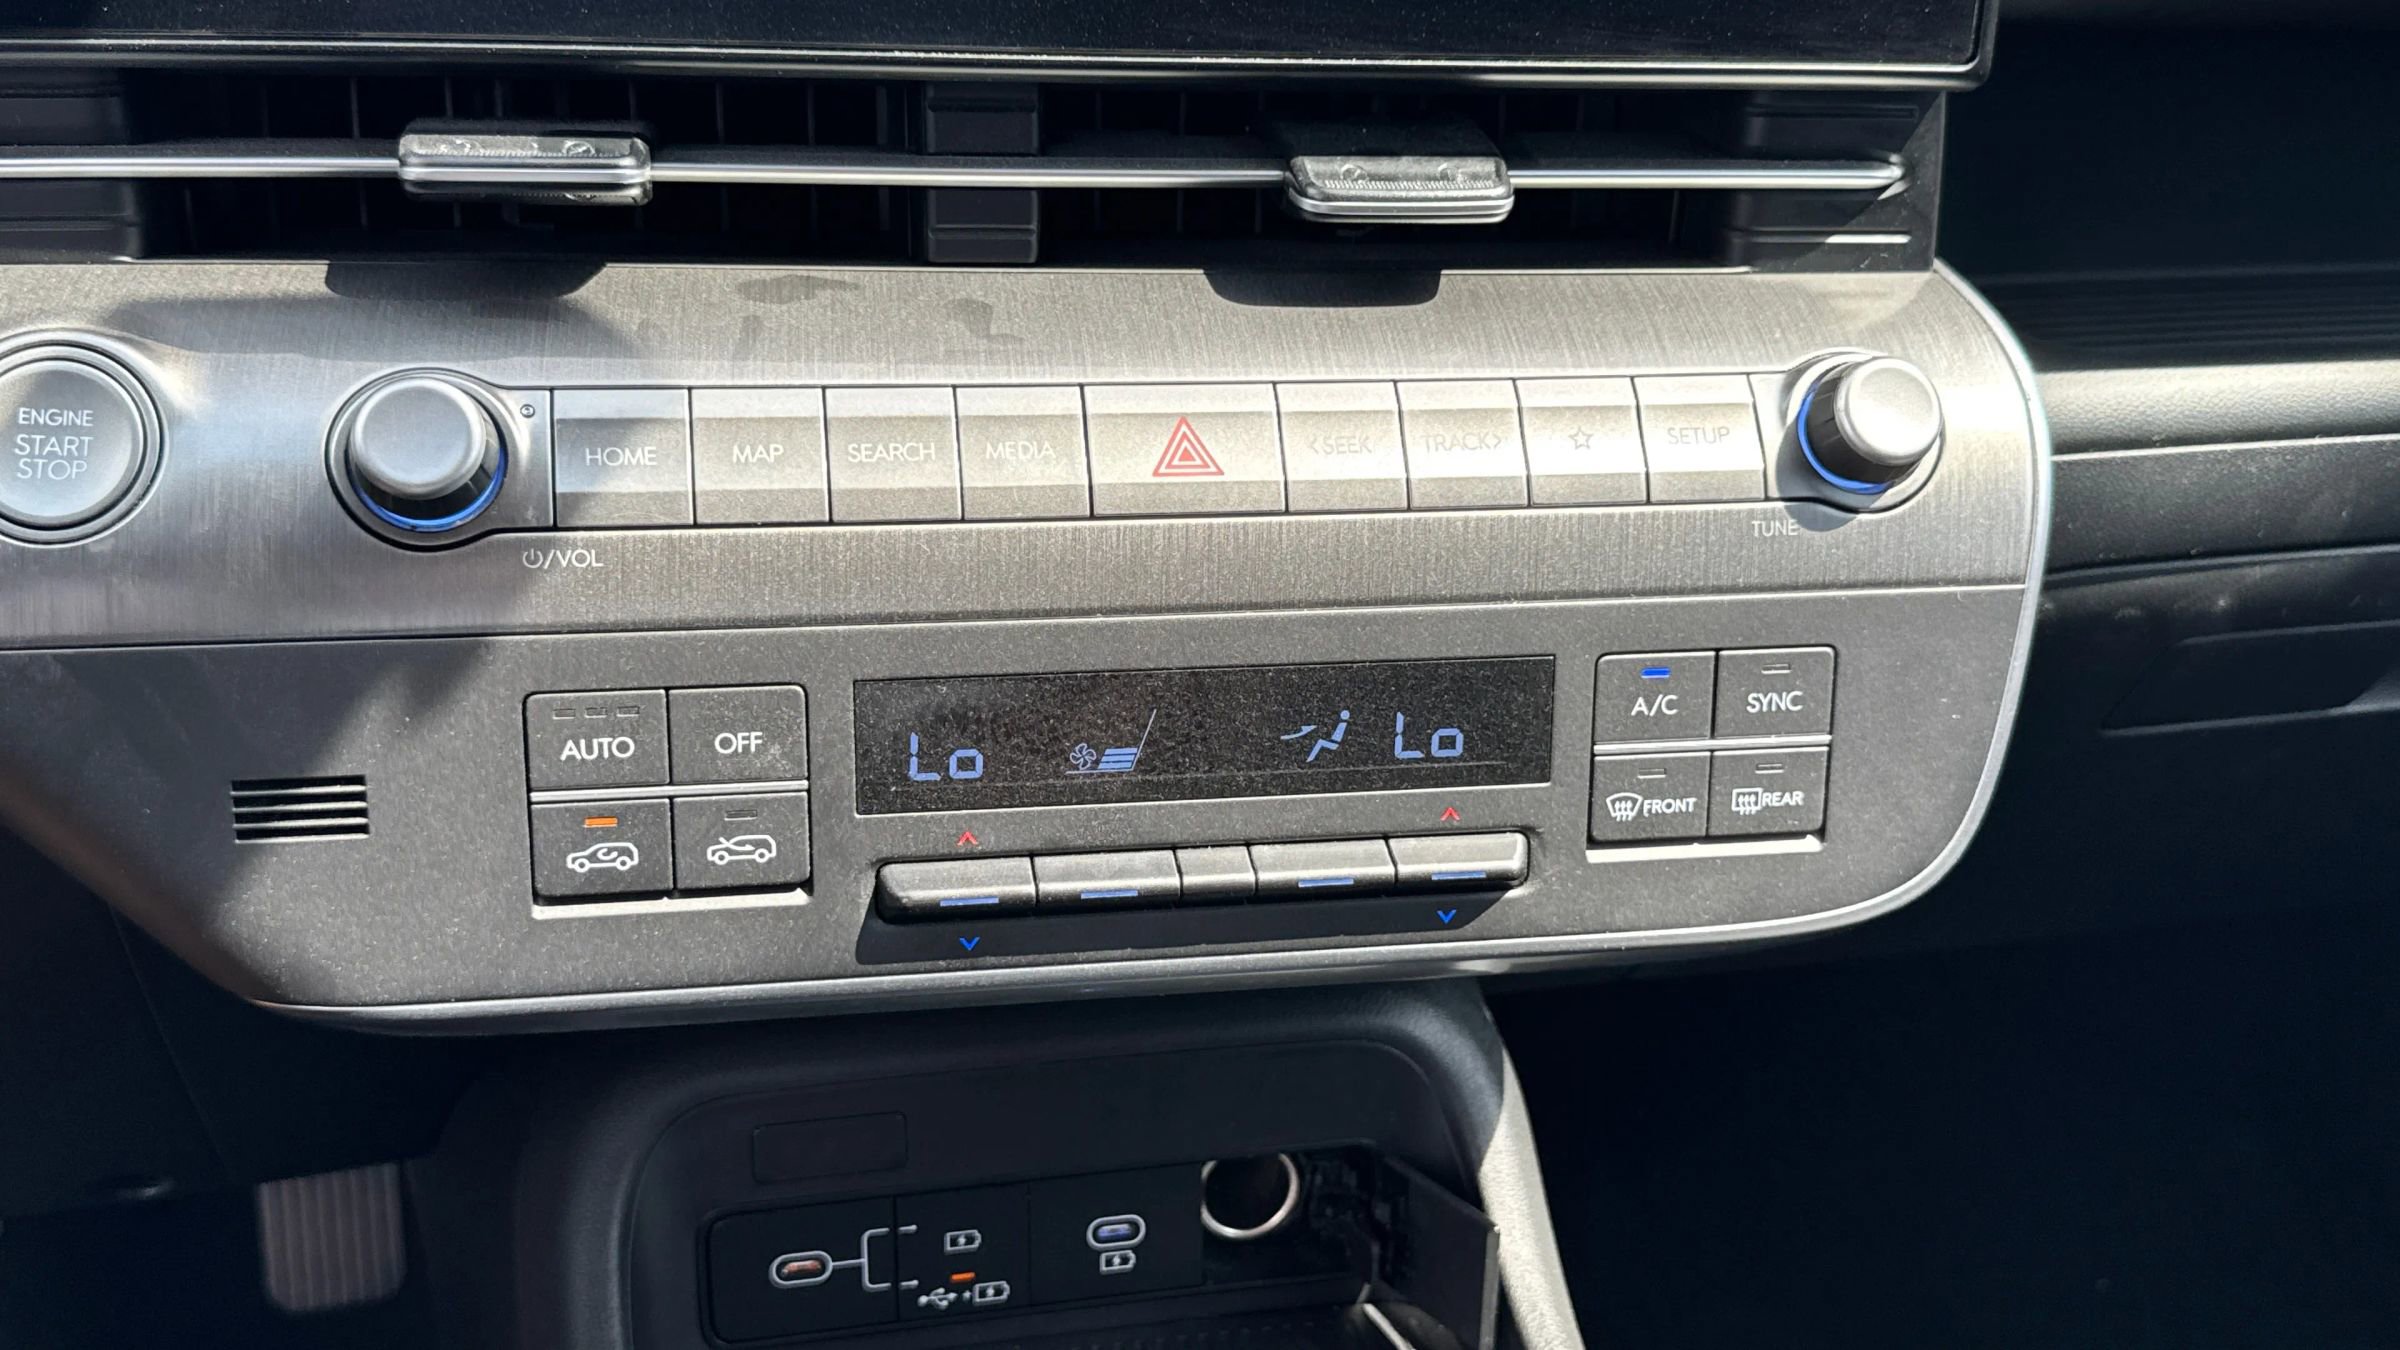 ENGINE
START
STOP
HOME
MAP
SEARCH
MEDIA
<SEEK
TRACK>
SETUP
/VOL
TUNE
AUTO
OFF
Lo
Lo
A/C
SYNC
FRONT
REAR